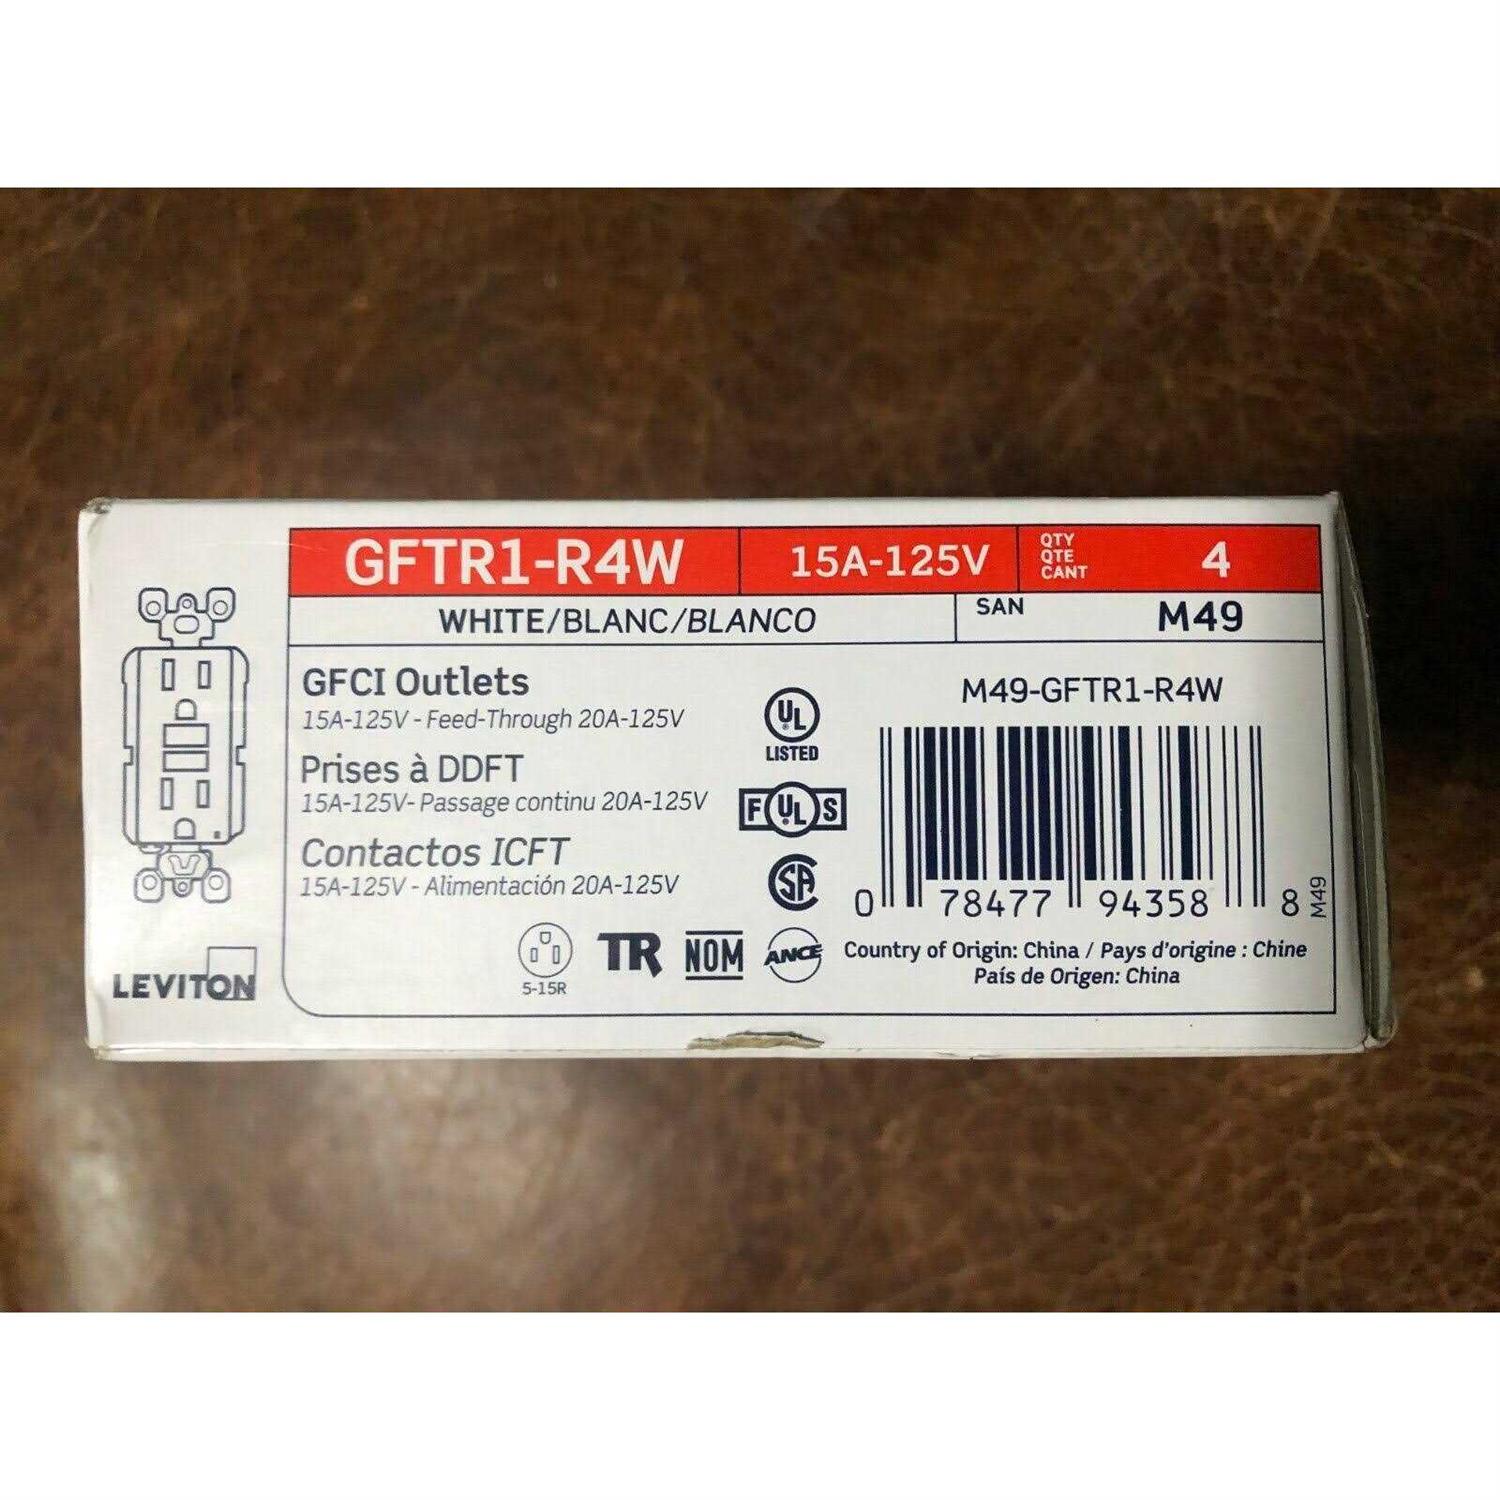 GFTR1-R4W 15A-125V QTY QTE CANT 4
WHITE/BLANC/BLANCO SAN M49
GFCI Outlets
15A-125V - Feed-Through 20A-125V
Prises à DDFT
15A-125V- Passage continu 20A-125V
Contactos ICFT
15A-125V - Alimentación 20A-125V
5-15R
TR
NOM
ANCE
UL
LISTED
F UL S
SA
M49-GFTR1-R4W
0 78477 94358 8
M49
Country of Origin: China / Pays d'origine : Chine
País de Origen: China
LEVITON